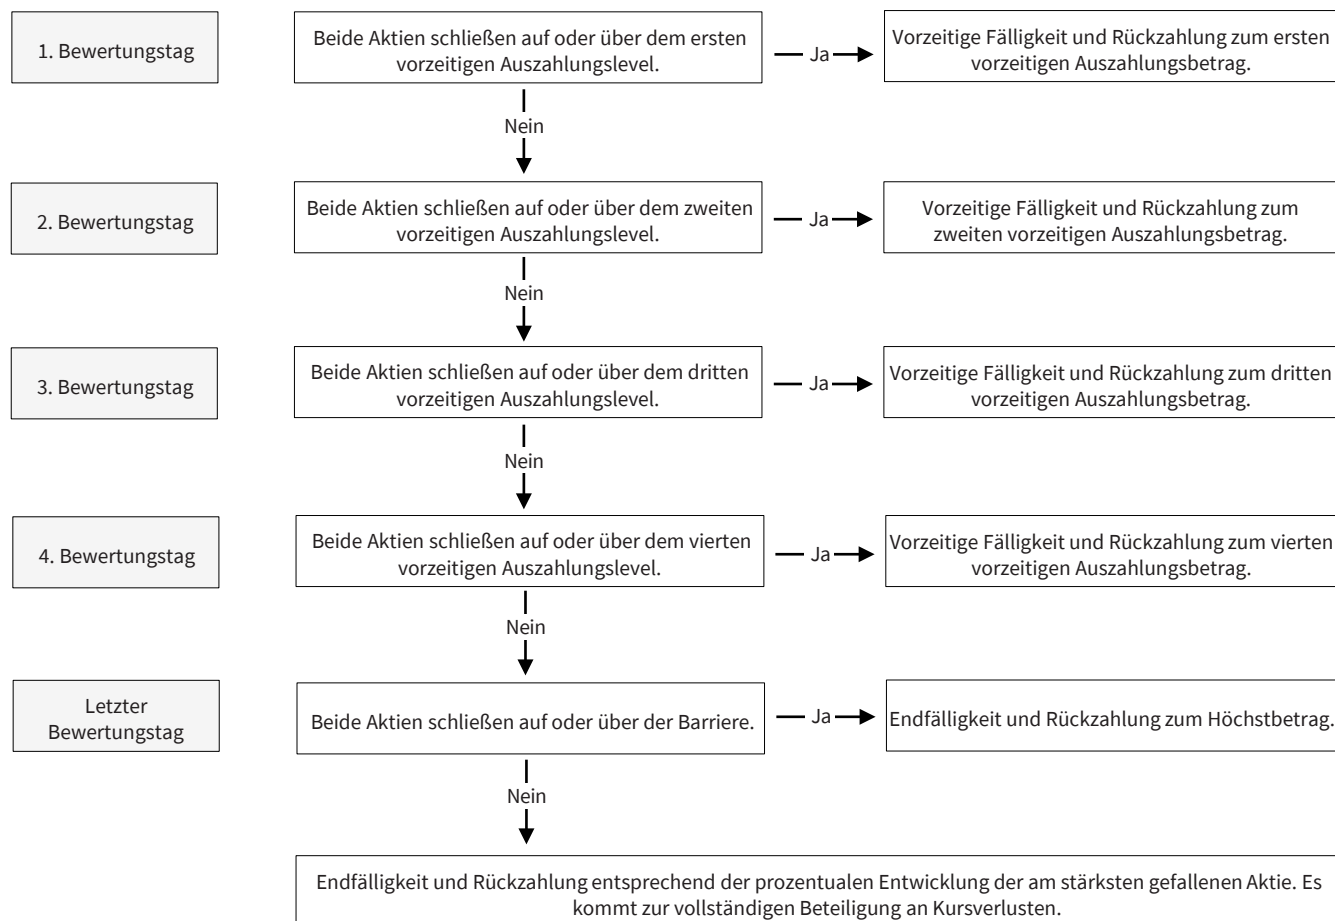 1. Bewertungstag
Beide Aktien schließen auf oder über dem ersten
vorzeitigen Auszahlungslevel.
Ja
Vorzeitige Fälligkeit und Rückzahlung zum ersten
vorzeitigen Auszahlungsbetrag.
Nein
2. Bewertungstag
Beide Aktien schließen auf oder über dem zweiten
vorzeitigen Auszahlungslevel.
Ja
Vorzeitige Fälligkeit und Rückzahlung zum
zweiten vorzeitigen Auszahlungsbetrag.
Nein
3. Bewertungstag
Beide Aktien schließen auf oder über dem dritten
vorzeitigen Auszahlungslevel.
Ja
Vorzeitige Fälligkeit und Rückzahlung zum dritten
vorzeitigen Auszahlungsbetrag.
Nein
4. Bewertungstag
Beide Aktien schließen auf oder über dem vierten
vorzeitigen Auszahlungslevel.
Ja
Vorzeitige Fälligkeit und Rückzahlung zum vierten
vorzeitigen Auszahlungsbetrag.
Nein
Letzter
Bewertungstag
Beide Aktien schließen auf oder über der Barriere.
Ja
Endfälligkeit und Rückzahlung zum Höchstbetrag.
Nein
Endfälligkeit und Rückzahlung entsprechend der prozentualen Entwicklung der am stärksten gefallenen Aktie. Es
kommt zur vollständigen Beteiligung an Kursverlusten.